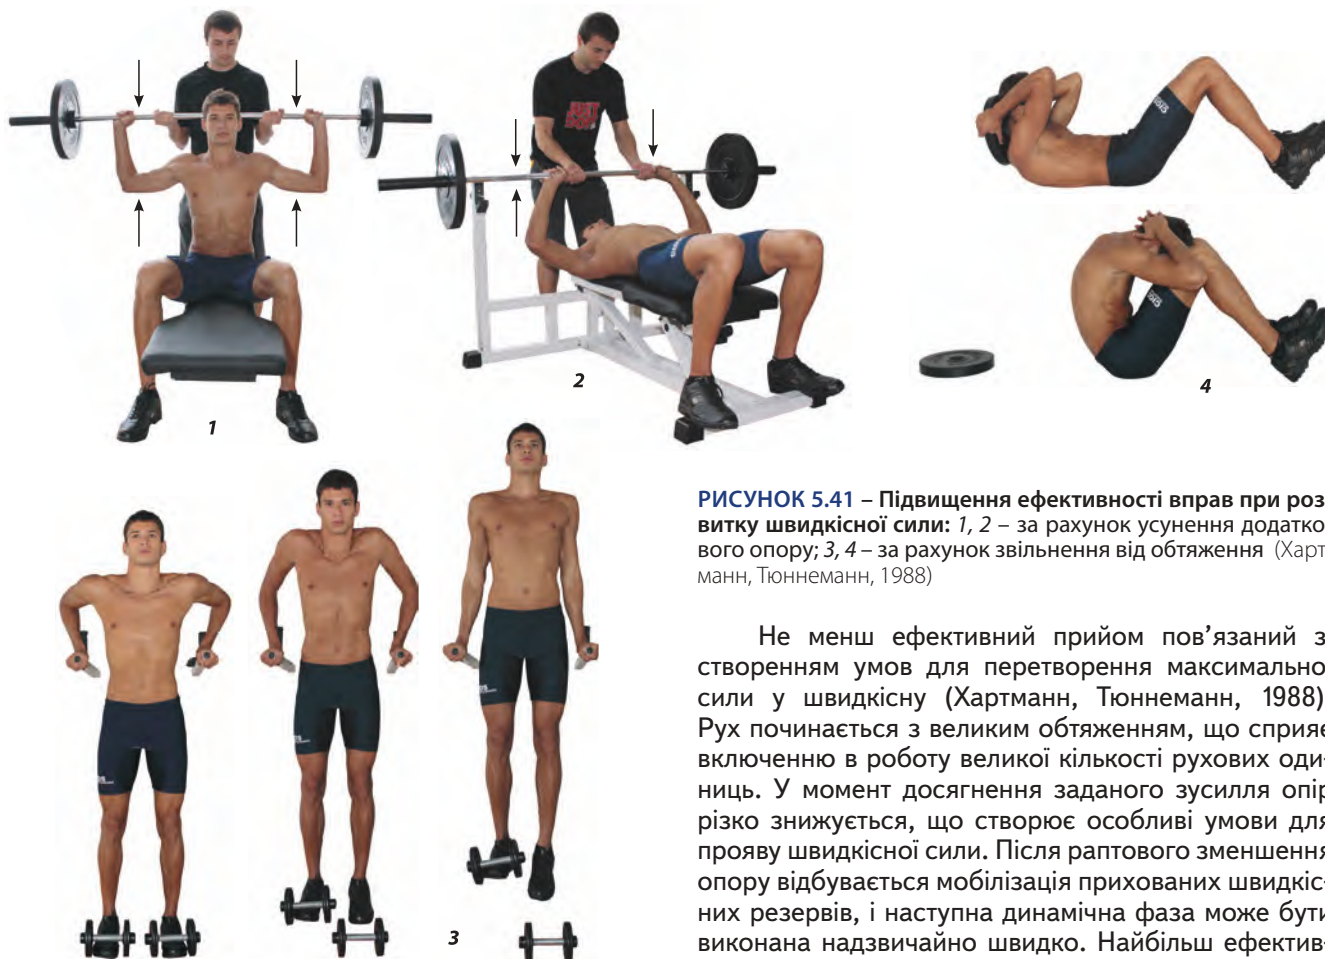 1
2
4
3
РИСУНОК 5.41 – Підвищення ефективності вправ при роз
витку швидкісної сили: 1, 2 – за рахунок усунення додатко
вого опору; 3, 4 – за рахунок звільнення від обтяження (Харт
манн, Тюннеманн, 1988)
Не менш ефективний прийом пов’язаний з
створенням умов для перетворення максимально
сили у швидкісну (Хартманн, Тюннеманн, 1988)
Рух починається з великим обтяженням, що сприяє
включенню в роботу великої кількості рухових оди-
ниць. У момент досягнення заданого зусилля опір
різко знижується, що створює особливі умови для
прояву швидкісної сили. Після раптового зменшення
опору відбувається мобілізація прихованих швидкіс-
них резервів, і наступна динамічна фаза може бути
виконана надзвичайно швидко. Найбільш ефектив-